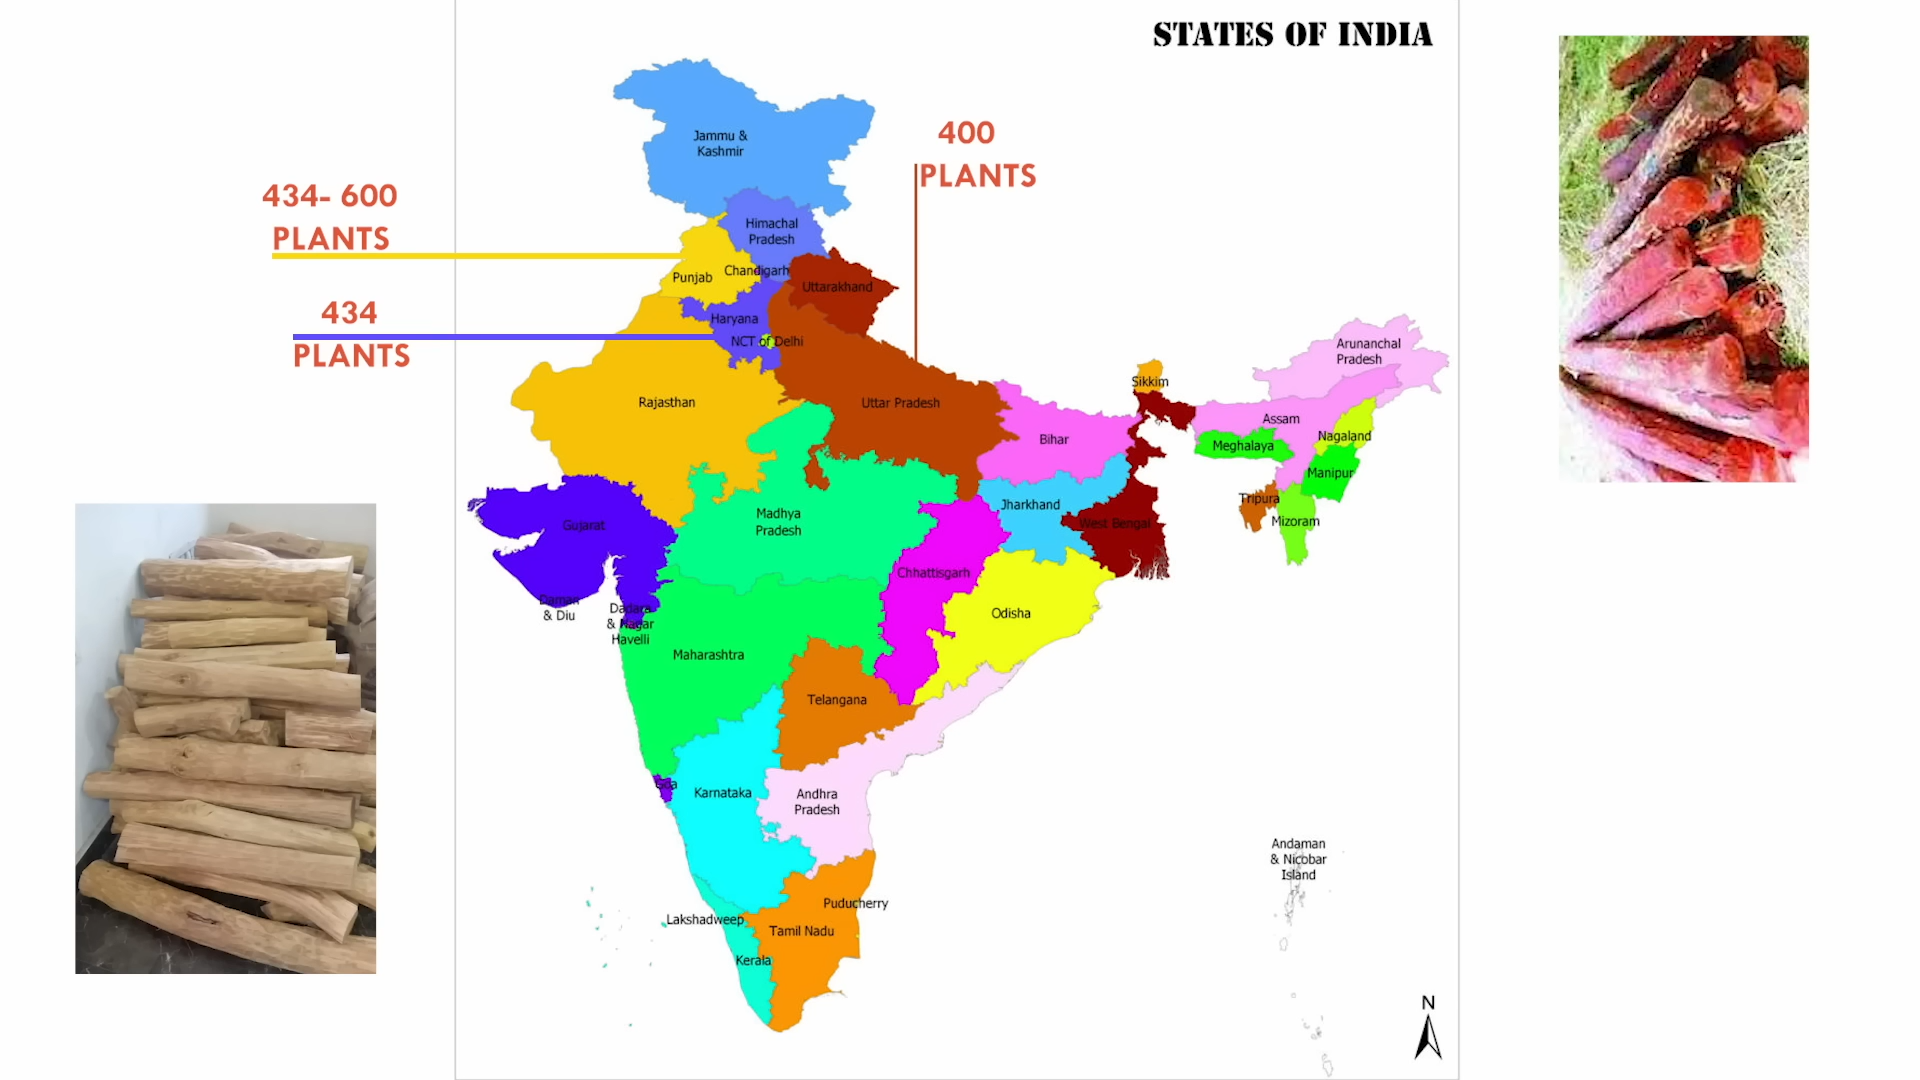 STATES OF INDIA
400
PLANTS
Jammu &
Kashmir
434- 600
PLANTS
Himachal
Pradesh
Chandigarh
Punjab
Uttarakhand
434
PLANTS
Haryana
NCT of Delhi
Arunanchal
Pradesh
Sikkim
Rajasthan
Uttar Pradesh
Assam
Bihar
Nagaland
Meghalaya
Manipur
Tripura
Jharkhand
Mizoram
Madhya
Pradesh
Gujarat
West Bengal
Chhattisgarh
Daman
& Diu
Dadara
& Nagar
Havelli
Odisha
Maharashtra
Telangana
Goa
Karnataka
Andhra
Pradesh
Andaman
& Nicobar
Island
Puducherry
Lakshadweep
Tamil Nadu
Kerala
N